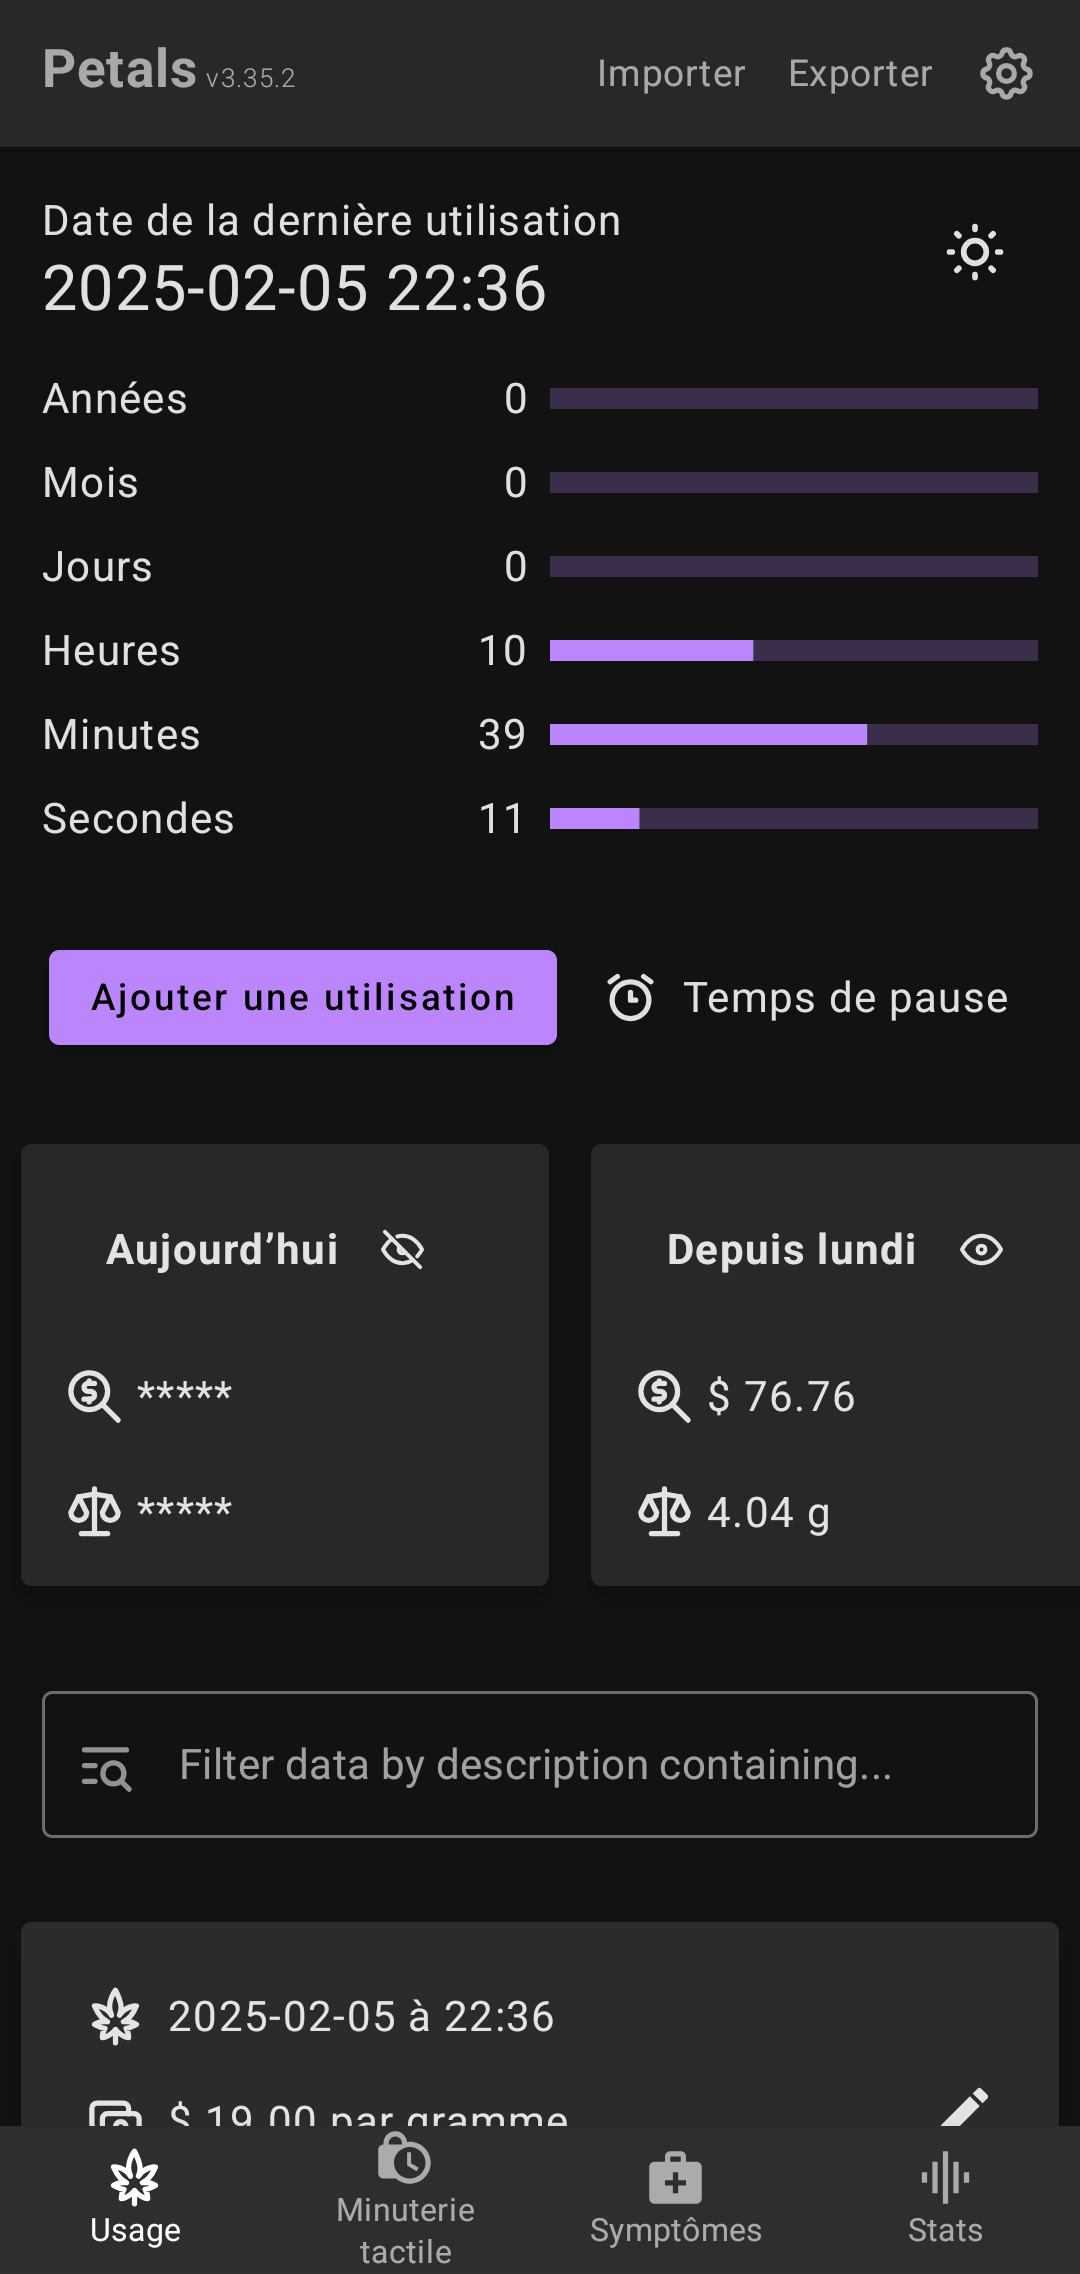 Petals v3.35.2
Importer
Exporter
Date de la dernière utilisation
2025-02-05 22:36
Années 0
Mois 0
Jours 0
Heures 10
Minutes 39
Secondes 11
Ajouter une utilisation
Temps de pause
Aujourd’hui
*****
*****
Depuis lundi
$ 76.76
4.04 g
Filter data by description containing...
2025-02-05 à 22:36
$ 19.00 par gramme
Usage
Minuterie
tactile
Symptômes
Stats